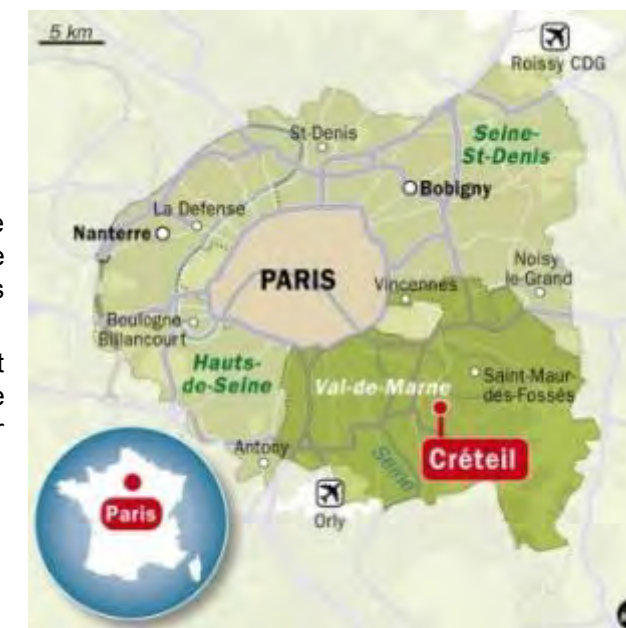 5 km
Roissy CDG
St-Denis
Seine-
St-Denis
Bobigny
La Defense
Nanterre
PARIS
Vincennes
Noisy
le-Grand
Boulogne
Billancourt
Hauts-
de-Seine
Val-de-Marne
Saint-Maur-
des-Fossés
Créteil
Antony
Seine
Orly
Paris